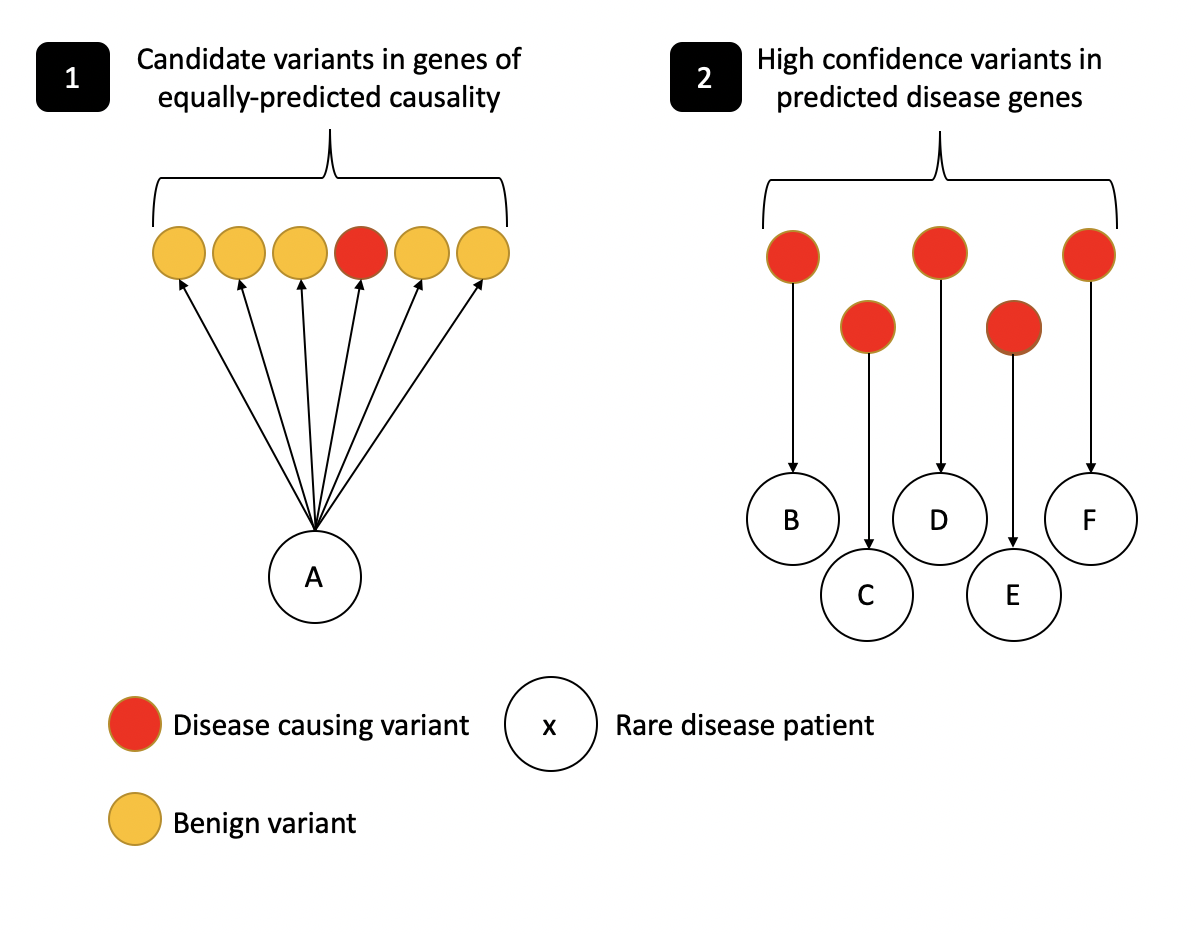 1
Candidate variants in genes of
equally-predicted causality
2
High confidence variants in
predicted disease genes
A
B
C
D
E
F
Disease causing variant
x
Rare disease patient
Benign variant